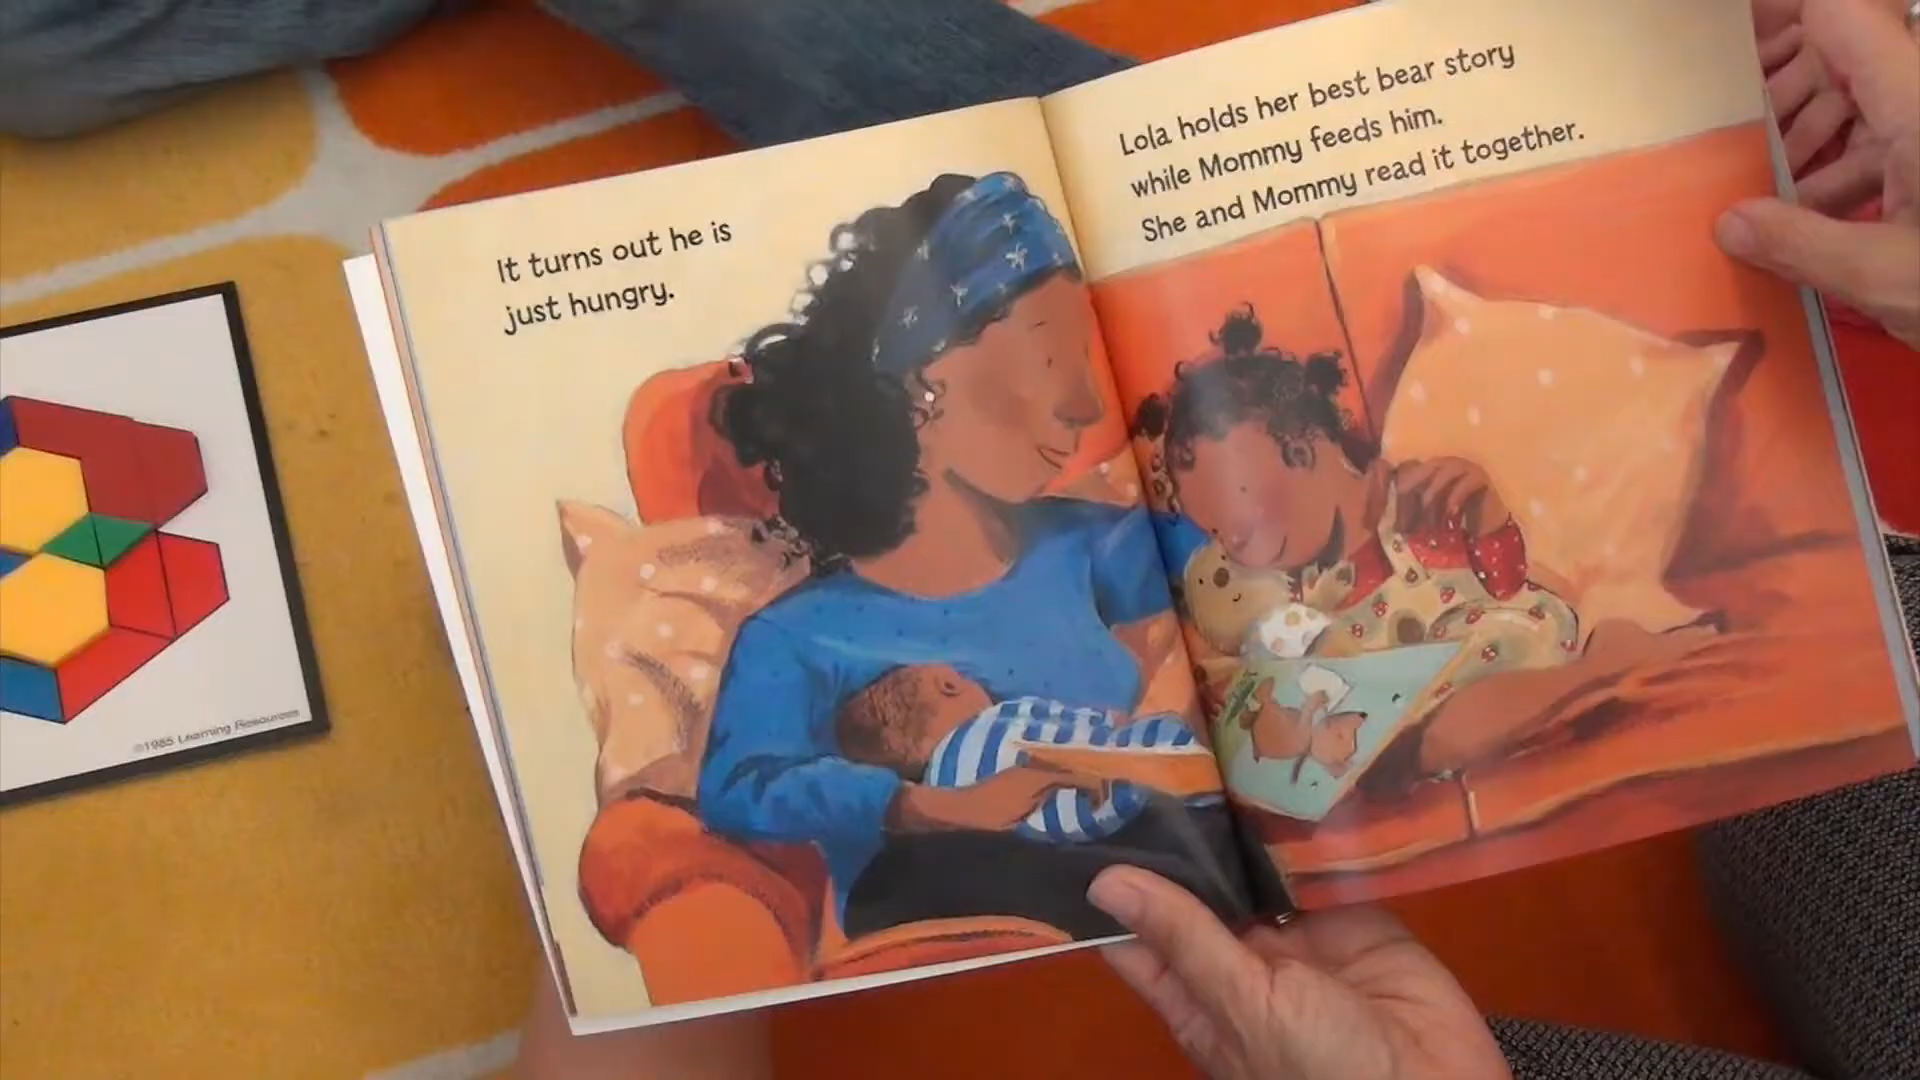 It turns out he is
just hungry.
Lola holds her best bear story
while Mommy feeds him.
She and Mommy read it together.
©1985 Learning Resources